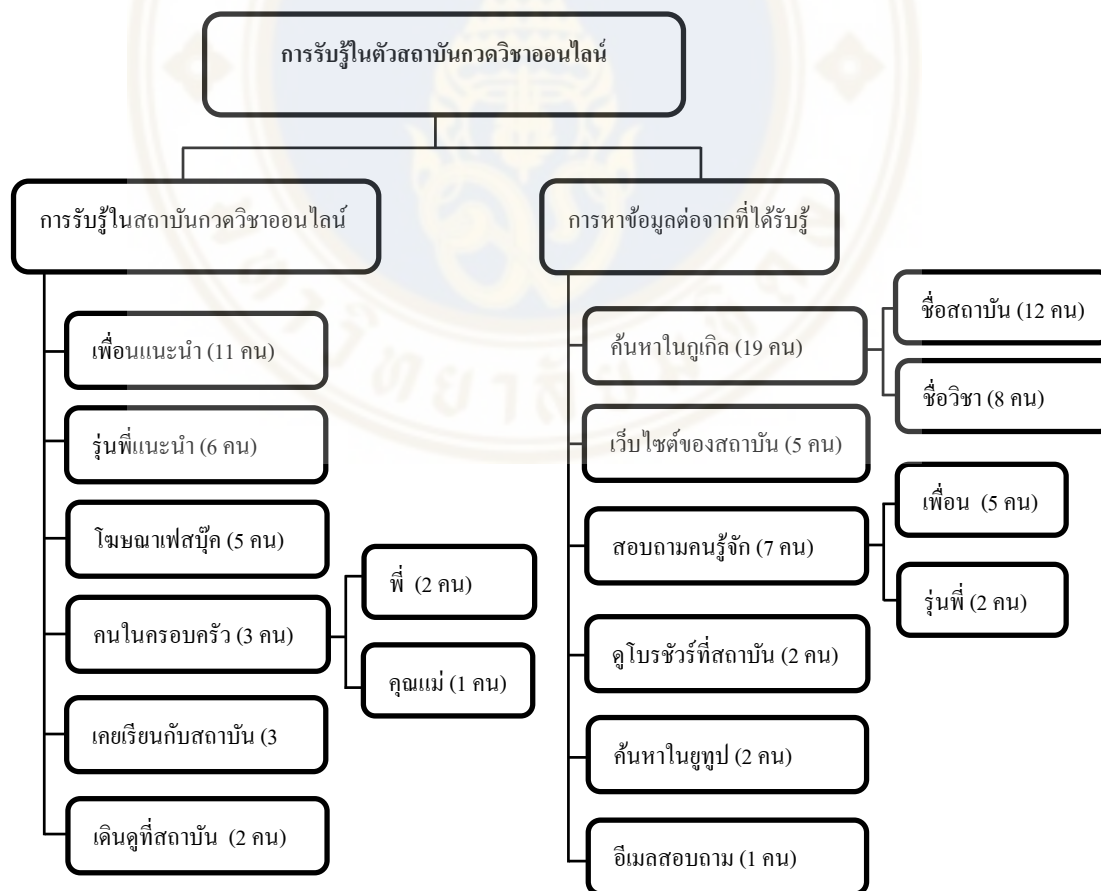 การรับรู้ในตัวสถาบันกวดวิชาออนไลน์
การรับรู้ในสถาบันกวดวิชาออนไลน์
เพื่อนแนะนำ (11 คน)
รุ่นพี่แนะนำ (6 คน)
โฆษณาเฟสบุ๊ค (5 คน)
คนในครอบครัว (3 คน)
พี่ (2 คน)
คุณแม่ (1 คน)
เคยเรียนกับสถาบัน (3
เดินดูที่สถาบัน (2 คน)
การหาข้อมูลต่อจากที่ได้รับรู้
ค้นหาในกูเกิล (19 คน)
ชื่อสถาบัน (12 คน)
ชื่อวิชา (8 คน)
เว็บไซต์ของสถาบัน (5 คน)
สอบถามคนรู้จัก (7 คน)
เพื่อน (5 คน)
รุ่นพี่ (2 คน)
ดูโบรชัวร์ที่สถาบัน (2 คน)
ค้นหาในยูทูป (2 คน)
อีเมลสอบถาม (1 คน)